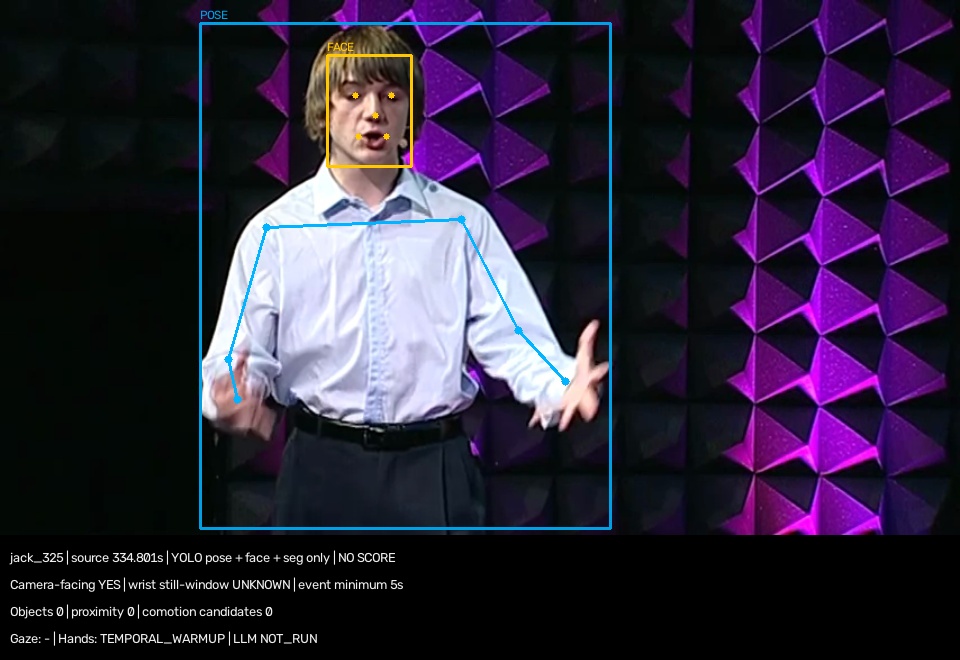 POSE
FACE
jack_325 | source 334.801s | YOLO pose + face + seg only | NO SCORE
Camera-facing YES | wrist still-window UNKNOWN | event minimum 5s
Objects 0 | proximity 0 | comotion candidates 0
Gaze: - | Hands: TEMPORAL_WARMUP | LLM NOT_RUN